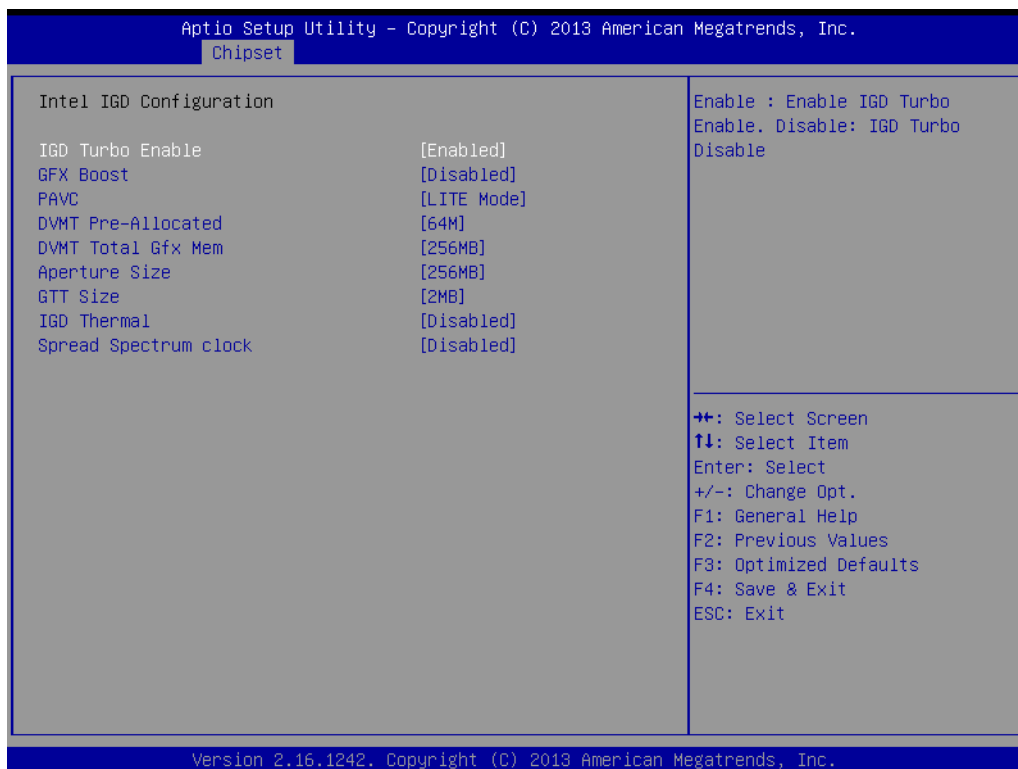 Aptio Setup Utility – Copyright (C) 2013 American Megatrends, Inc.
Chipset
Intel IGD Configuration
IGD Turbo Enable [Enabled]
GFX Boost [Disabled]
PAVC [LITE Mode]
DVMT Pre-Allocated [64M]
DVMT Total Gfx Mem [256MB]
Aperture Size [256MB]
GTT Size [2MB]
IGD Thermal [Disabled]
Spread Spectrum clock [Disabled]
Enable : Enable IGD Turbo
Enable. Disable: IGD Turbo
Disable
→←: Select Screen
↑↓: Select Item
Enter: Select
+/-: Change Opt.
F1: General Help
F2: Previous Values
F3: Optimized Defaults
F4: Save & Exit
ESC: Exit
Version 2.16.1242. Copyright (C) 2013 American Megatrends, Inc.